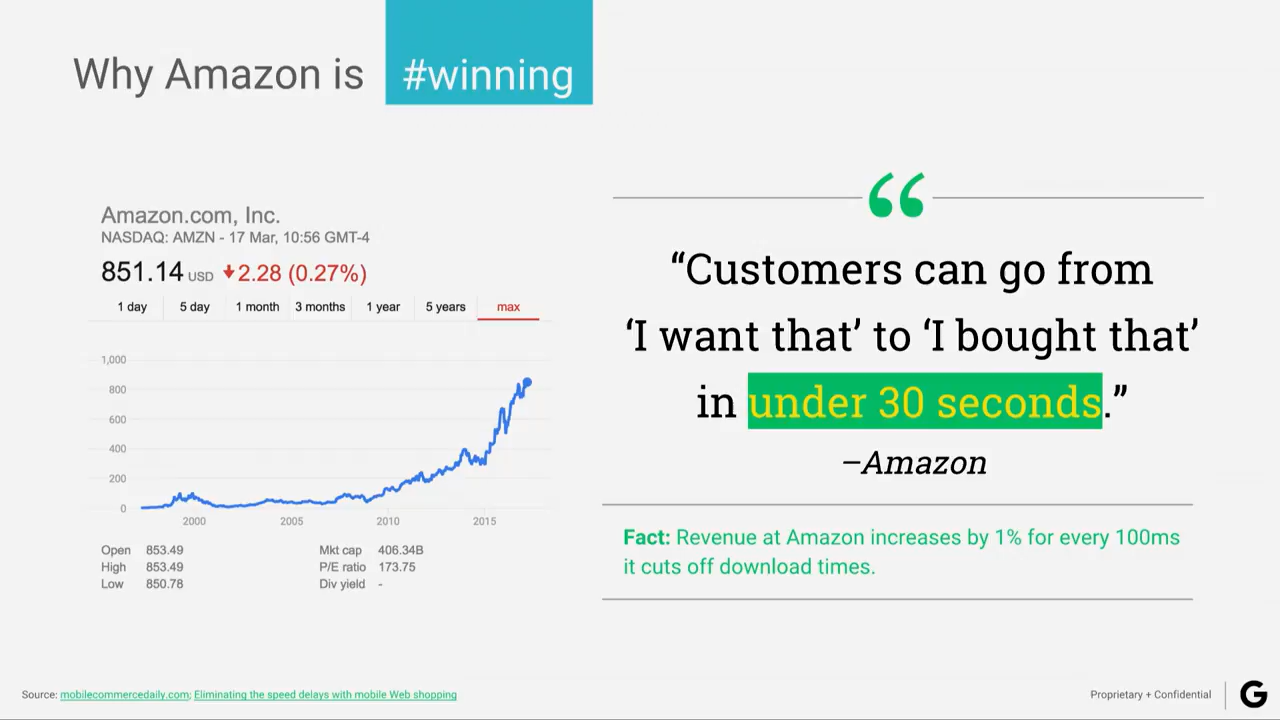 Why Amazon is #winning
Amazon.com, Inc.
NASDAQ: AMZN - 17 Mar, 10:56 GMT-4
851.14 USD 2.28 (0.27%)
1 day 5 day 1 month 3 months 1 year 5 years max
1,000
800
600
400
200
0
2000 2005 2010 2015
Open 853.49 Mkt cap 406.34B
High 853.49 P/E ratio 173.75
Low 850.78 Div yield -
“
“Customers can go from
‘I want that’ to ‘I bought that’
in under 30 seconds.”
–Amazon
Fact: Revenue at Amazon increases by 1% for every 100ms
it cuts off download times.
Source: mobilecommercedaily.com; Eliminating the speed delays with mobile Web shopping
Proprietary + Confidential
G